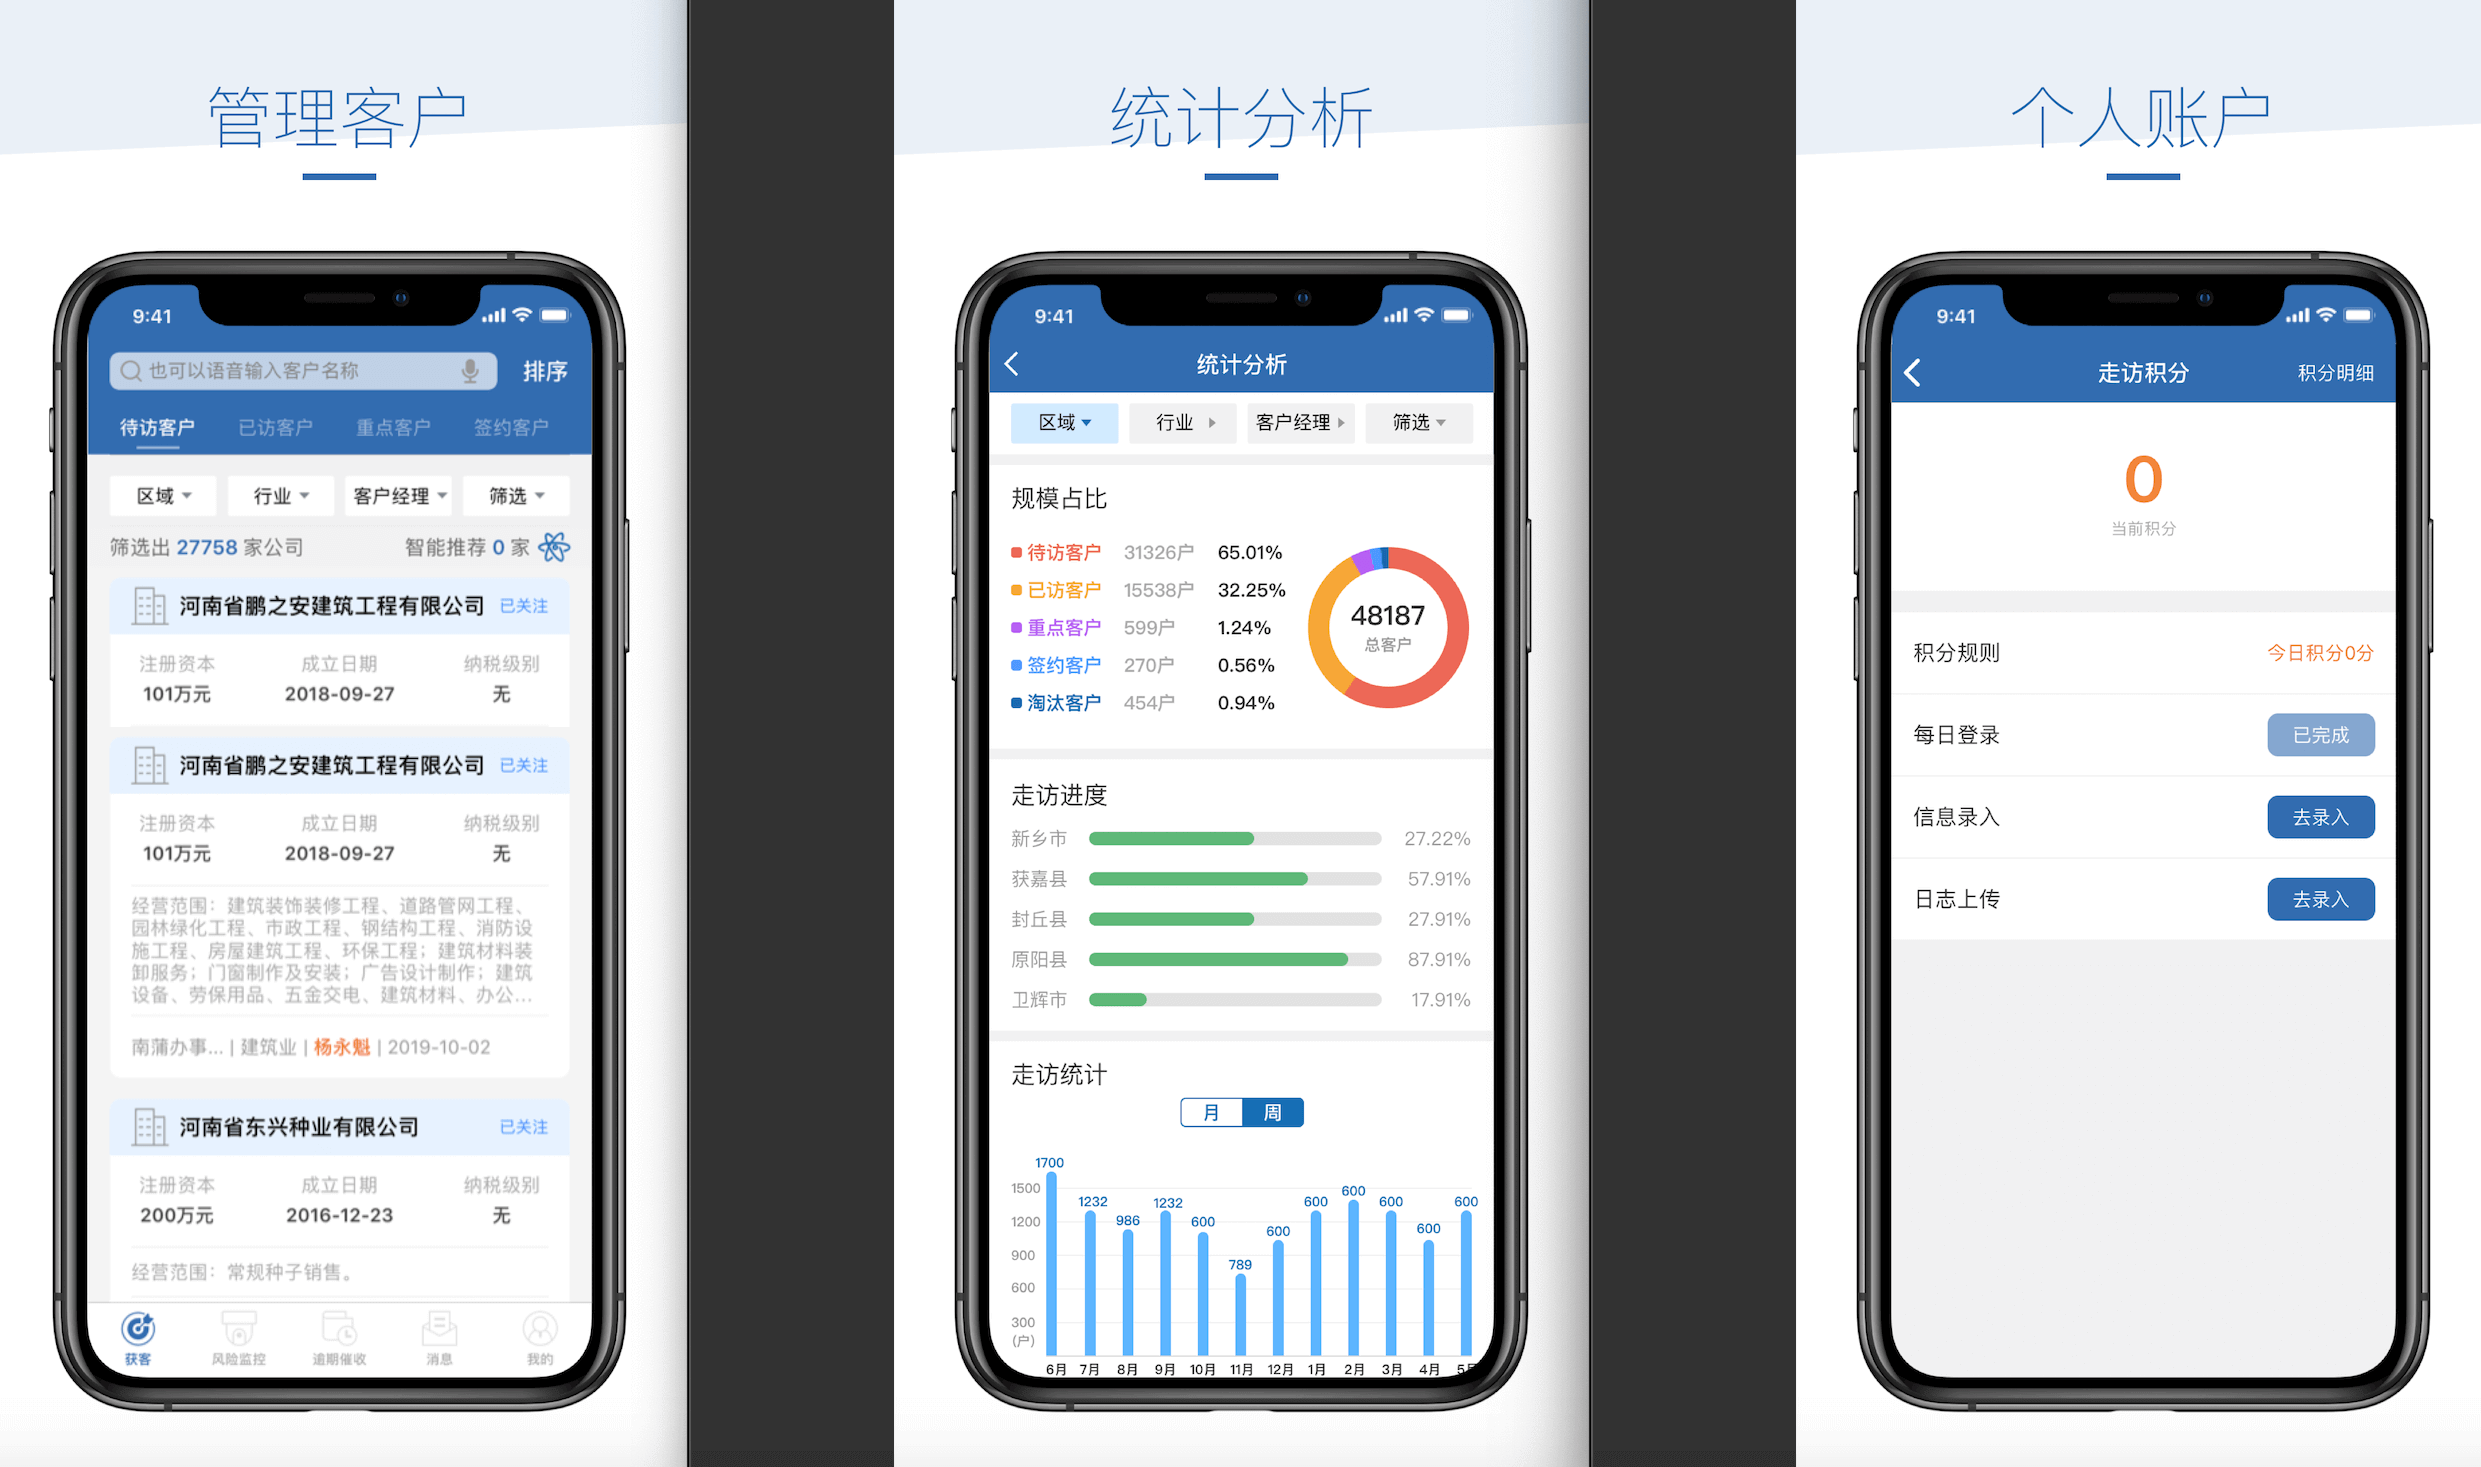 管理客户
9:41
也可以语音输入客户名称
排序
待访客户 已访客户 重点客户 签约客户
区域 行业 客户经理 筛选
筛选出 27758 家公司 智能推荐 0 家
河南省鹏之安建筑工程有限公司 已关注
注册资本 成立日期 纳税级别
101万元 2018-09-27 无
河南省鹏之安建筑工程有限公司 已关注
注册资本 成立日期 纳税级别
101万元 2018-09-27 无
经营范围：建筑装饰装修工程、道路管网工程、
园林绿化工程、市政工程、钢结构工程、消防设
施工程、房屋建筑工程、环保工程；建筑材料装
卸服务；门窗制作及安装；广告设计制作；建筑
设备、劳保用品、五金交电、建筑材料、办公...
南蒲办事... | 建筑业 | 杨永魁 | 2019-10-02
河南省东兴种业有限公司 已关注
注册资本 成立日期 纳税级别
200万元 2016-12-23 无
经营范围：常规种子销售。
获客 风险监控 逾期催收 消息 我的
统计分析
9:41
统计分析
区域 行业 客户经理 筛选
规模占比
待访客户 31326户 65.01%
已访客户 15538户 32.25%
重点客户 599户 1.24%
签约客户 270户 0.56%
淘汰客户 454户 0.94%
48187
总客户
走访进度
新乡市 27.22%
获嘉县 57.91%
封丘县 27.91%
原阳县 87.91%
卫辉市 17.91%
走访统计
月 周
1700 1232 986 1232 600 789 600 600 600 600 600 600
1500
1200
900
600
300
(户)
6月 7月 8月 9月 10月 11月 12月 1月 2月 3月 4月 5月
个人账户
9:41
走访积分 积分明细
0
当前积分
积分规则 今日积分0分
每日登录 已完成
信息录入 去录入
日志上传 去录入